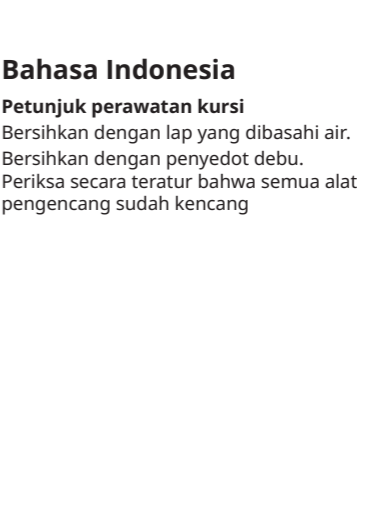 Bahasa Indonesia
Petunjuk perawatan kursi
Bersihkan dengan lap yang dibasahi air.
Bersihkan dengan penyedot debu.
Periksa secara teratur bahwa semua alat
pengencang sudah kencang